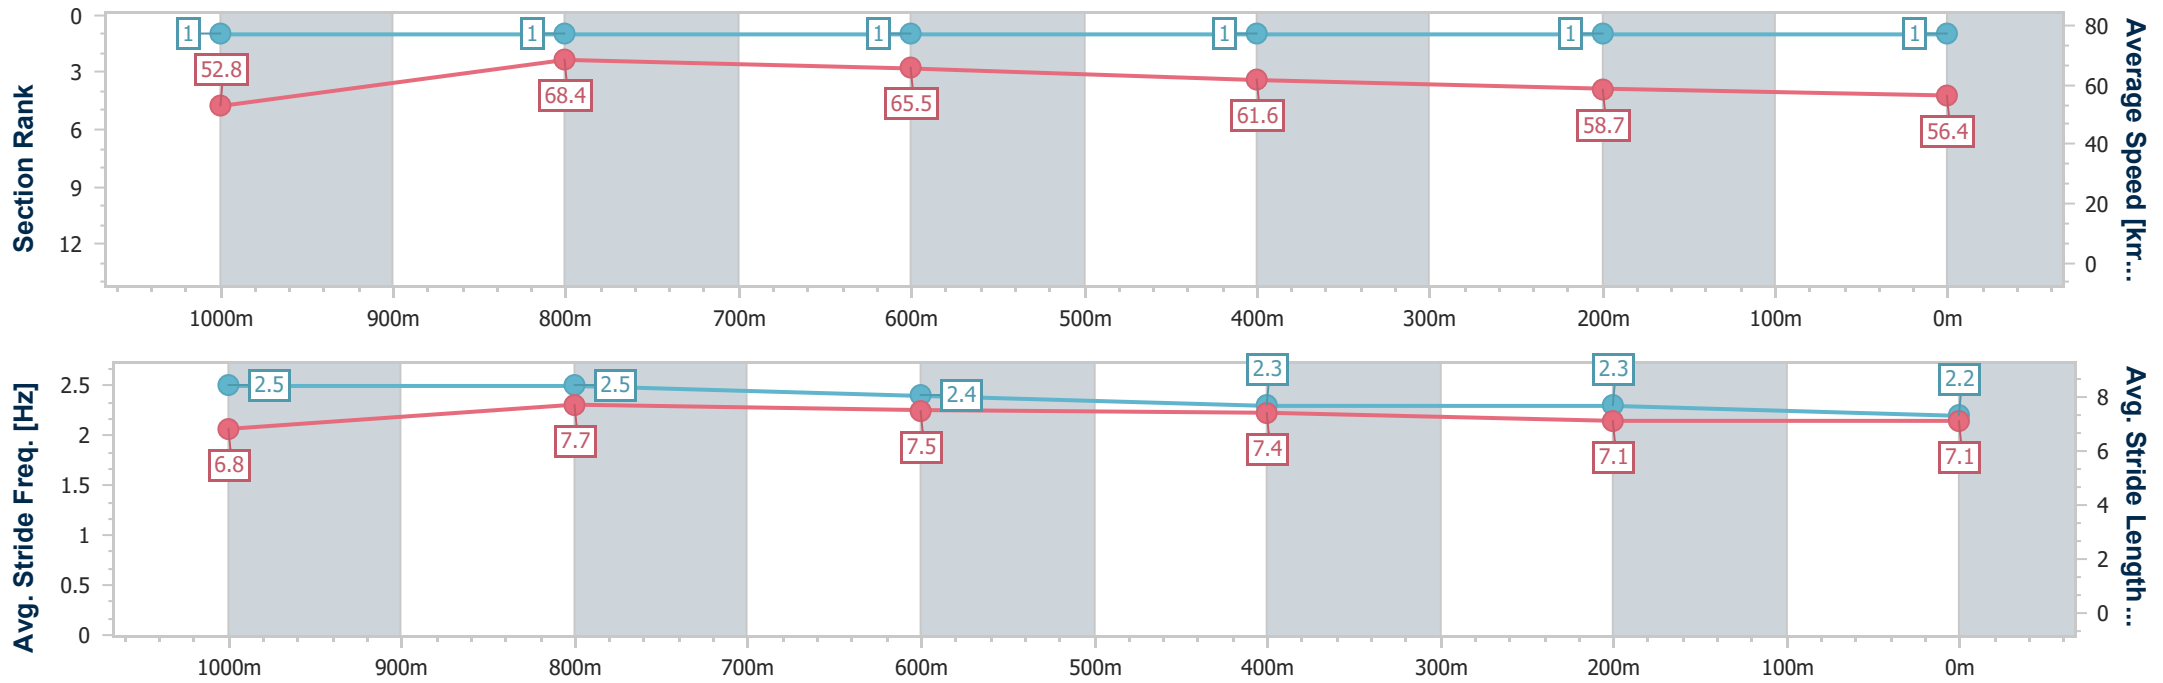 Section Rank
0
3
6
9
12
1
1
1
1
1
1
52.8
68.4
65.5
61.6
58.7
56.4
80
60
40
20
0
Average Speed [km...
1000m
900m
800m
700m
600m
500m
400m
300m
200m
100m
0m
Avg. Stride Freq. [Hz]
2.5
2
1.5
1
0.5
0
2.5
2.5
2.4
2.3
2.3
2.2
6.8
7.7
7.5
7.4
7.1
7.1
8
6
4
2
0
Avg. Stride Length...
1000m
900m
800m
700m
600m
500m
400m
300m
200m
100m
0m